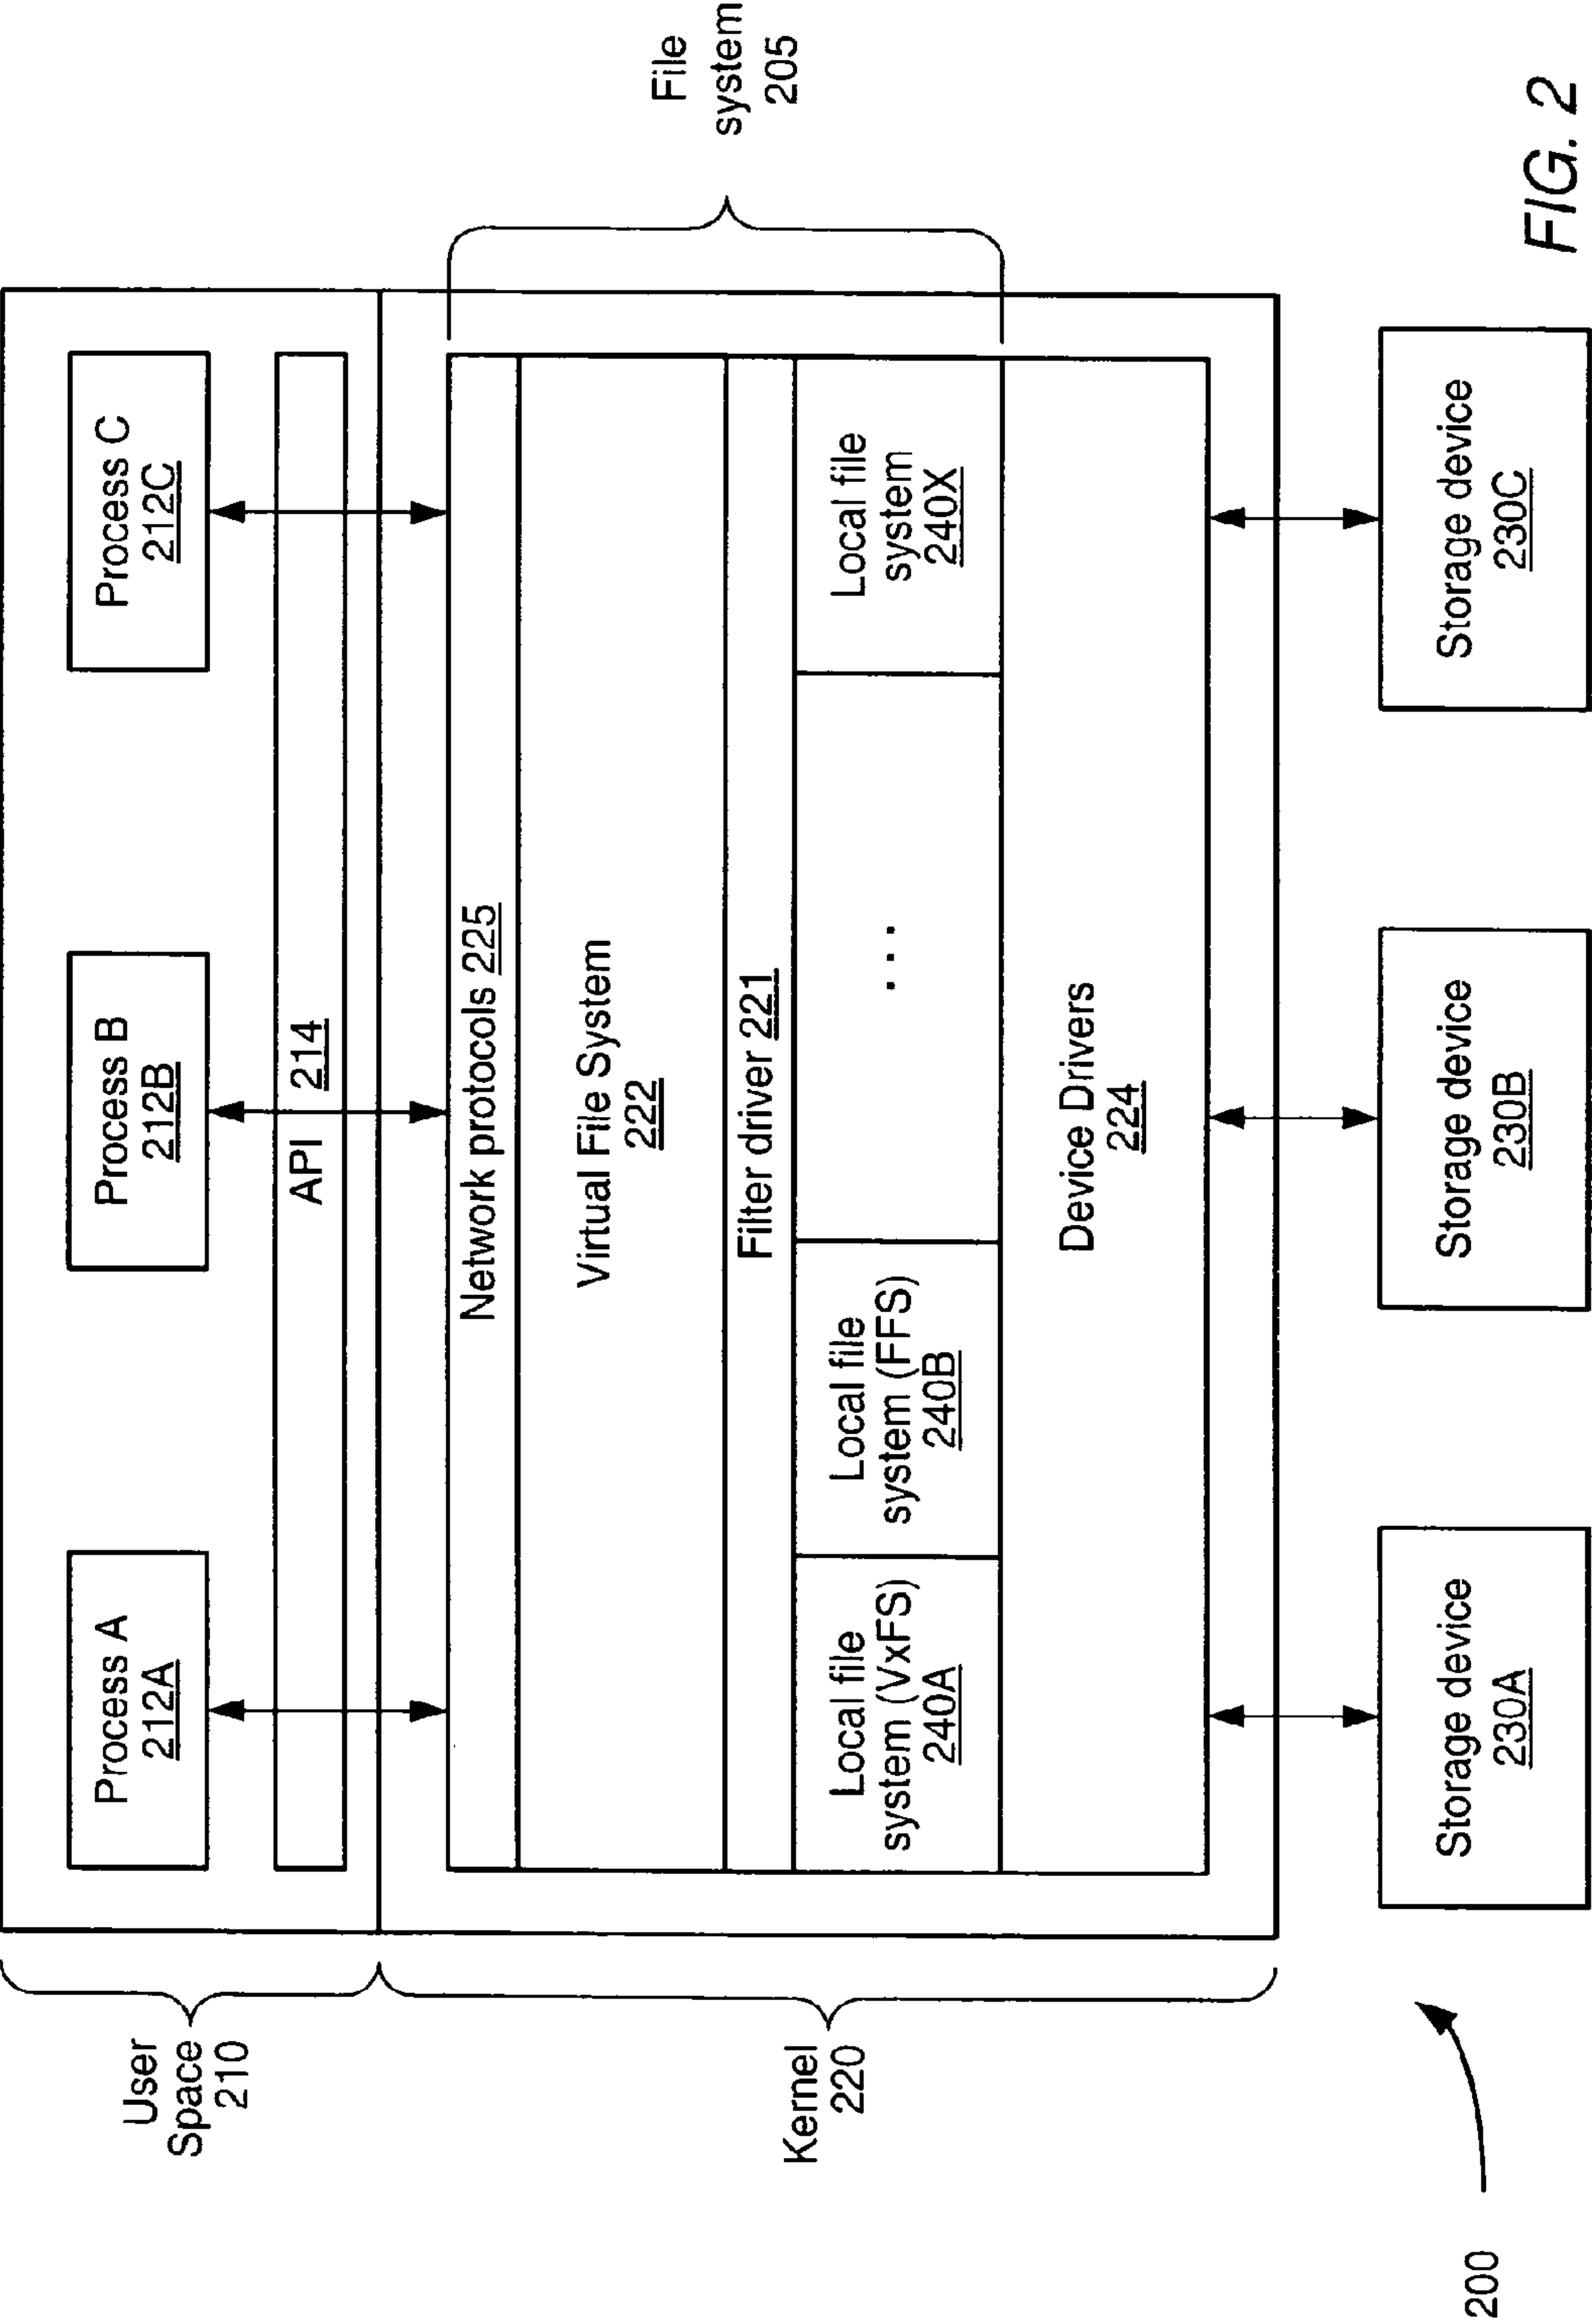 Process A
212A
Process B
212B
Process C
212C
API 214
User
Space
210
Network protocols 225
Virtual File System
222
Filter driver 221
Local file
system (VxFS)
240A
Local file
system (FFS)
240B
...
Local file
system
240X
File
system
205
Device Drivers
224
Kernel
220
Storage device
230A
Storage device
230B
Storage device
230C
200
FIG. 2